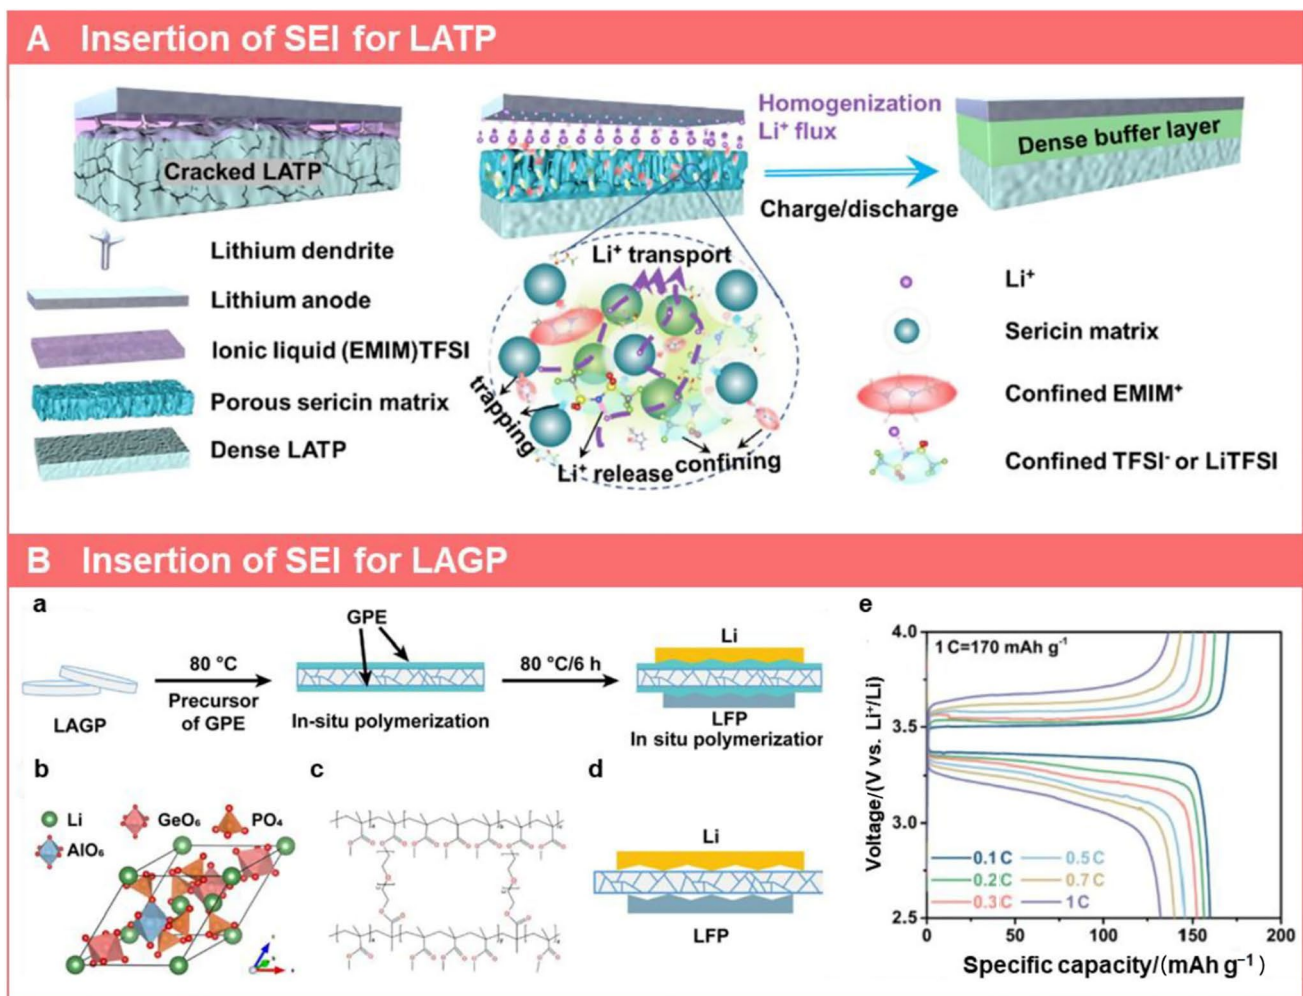 A Insertion of SEI for LATP
Cracked LATP
Homogenization
Li⁺ flux
Charge/discharge
Dense buffer layer
Lithium dendrite
Lithium anode
Ionic liquid (EMIM)TFSI
Porous sericin matrix
Dense LATP
Li⁺ transport
trapping
Li⁺ release
confining
Li⁺
Sericin matrix
Confined EMIM⁺
Confined TFSI⁻ or LiTFSI
B Insertion of SEI for LAGP
a
LAGP
80 °C
Precursor
of GPE
GPE
In-situ polymerization
80 °C/6 h
Li
LFP
In situ polymerization
b
Li
GeO₆
PO₄
AlO₆
c
d
Li
LFP
e
1 C=170 mAh g⁻¹
Voltage/(V vs. Li⁺/Li)
4.0
3.5
3.0
2.5
0.1 C
0.5 C
0.2 C
0.7 C
0.3 C
1 C
0
50
100
150
200
Specific capacity/(mAh g⁻¹)